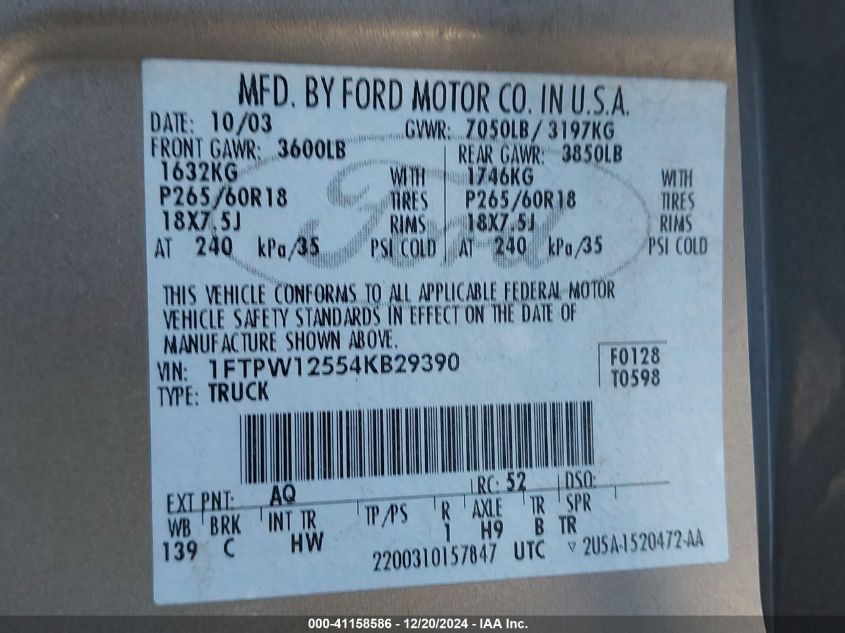 MFD. BY FORD MOTOR CO. IN U.S.A.
DATE: 10/03 GVWR: 7050LB/ 3197KG
FRONT GAWR: 3600LB REAR GAWR: 3850LB
1632KG WITH 1746KG WITH
P265/60R18 TIRES P265/60R18 TIRES
18X7.5J RIMS 18X7.5J RIMS
AT 240 kPa/35 PSI COLD AT 240 kPa/35 PSI COLD
Ford
THIS VEHICLE CONFORMS TO ALL APPLICABLE FEDERAL MOTOR
VEHICLE SAFETY STANDARDS IN EFFECT ON THE DATE OF
MANUFACTURE SHOWN ABOVE.
VIN: 1FTPW12554KB29390 F0128
TYPE: TRUCK T0598
EXT PNT: AQ RC: 52 DSO:
WB BRK INT TR TP/PS R AXLE TR SPR
139 C HW 1 H9 B TR
2200310157847 UTC ▽ 2U5A-1520472-AA
000-41158586 - 12/20/2024 - IAA Inc.